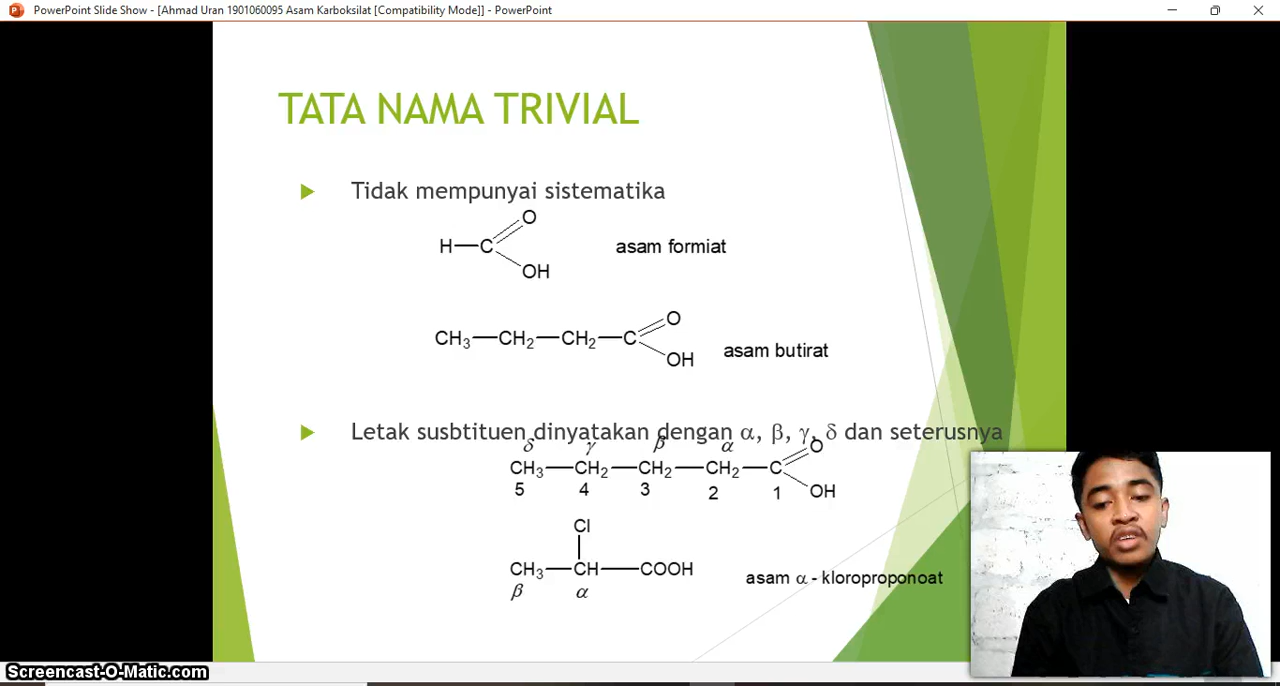 PowerPoint Slide Show - [Ahmad Uran 1901060095 Asam Karboksilat [Compatibility Mode]] - PowerPoint
TATA NAMA TRIVIAL
Tidak mempunyai sistematika
O
H—C
asam formiat
OH
O
CH3—CH2—CH2—C
asam butirat
OH
Letak susbtituen dinyatakan dengan α, β, γ, δ dan seterusnya
δ γ β α O
CH3—CH2—CH2—CH2—C
5 4 3 2 1 OH
Cl
CH3—CH—COOH
asam α - kloroproponoat
β α
Screencast-O-Matic.com